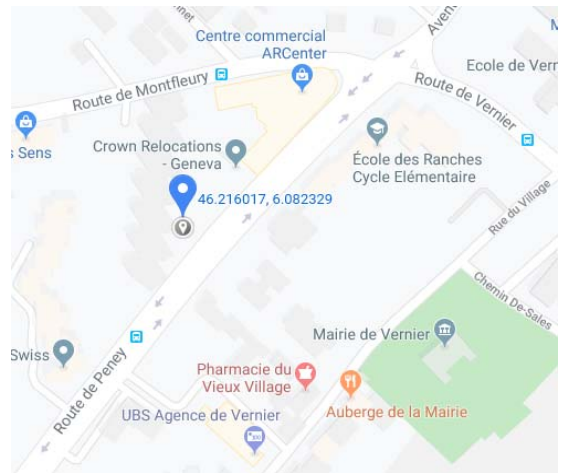 Aven
Centre commercial
ARCenter
Ecole de Vern
Route de Montfleury
Route de Vernier
s Sens
Crown Relocations
- Geneva
École des Ranches
Cycle Elémentaire
46.216017, 6.082329
Rue du Village
Chemin De-Sales
Mairie de Vernier
Swiss
Route de Peney
Pharmacie du
Vieux Village
Auberge de la Mairie
UBS Agence de Vernier